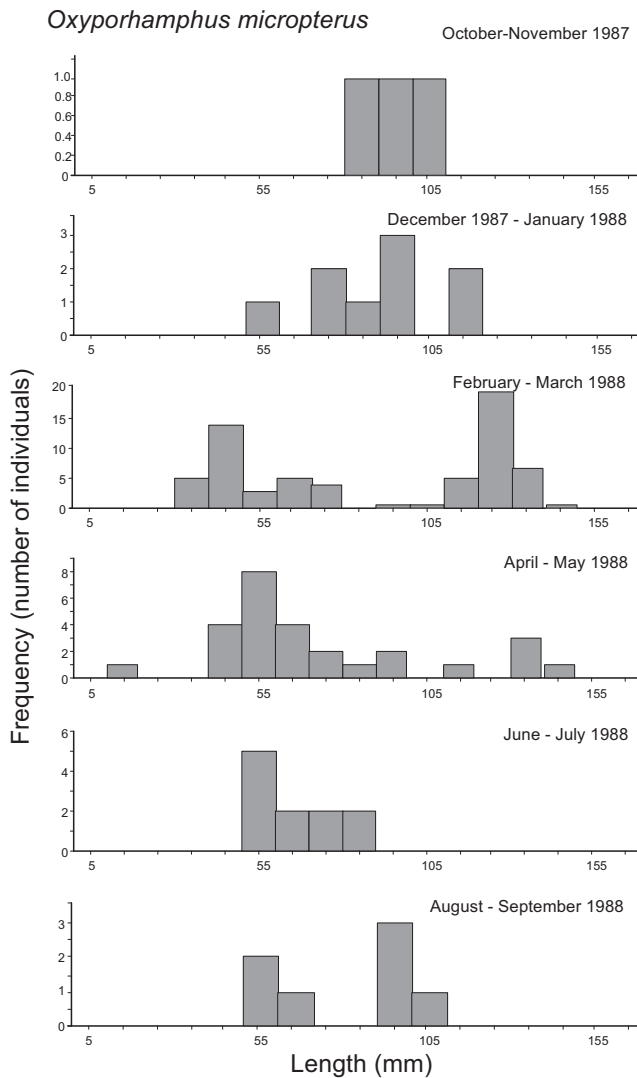 Oxyporhamphus micropterus
October-November 1987
1.0
0.8
0.6
0.4
0.2
0
5 55 105 155
December 1987 - January 1988
3
2
1
0
5 55 105 155
February - March 1988
20
15
10
5
0
5 55 105 155
April - May 1988
8
6
4
2
0
5 55 105 155
June - July 1988
6
4
2
0
5 55 105 155
August - September 1988
3
2
1
0
5 55 105 155
Frequency (number of individuals)
Length (mm)